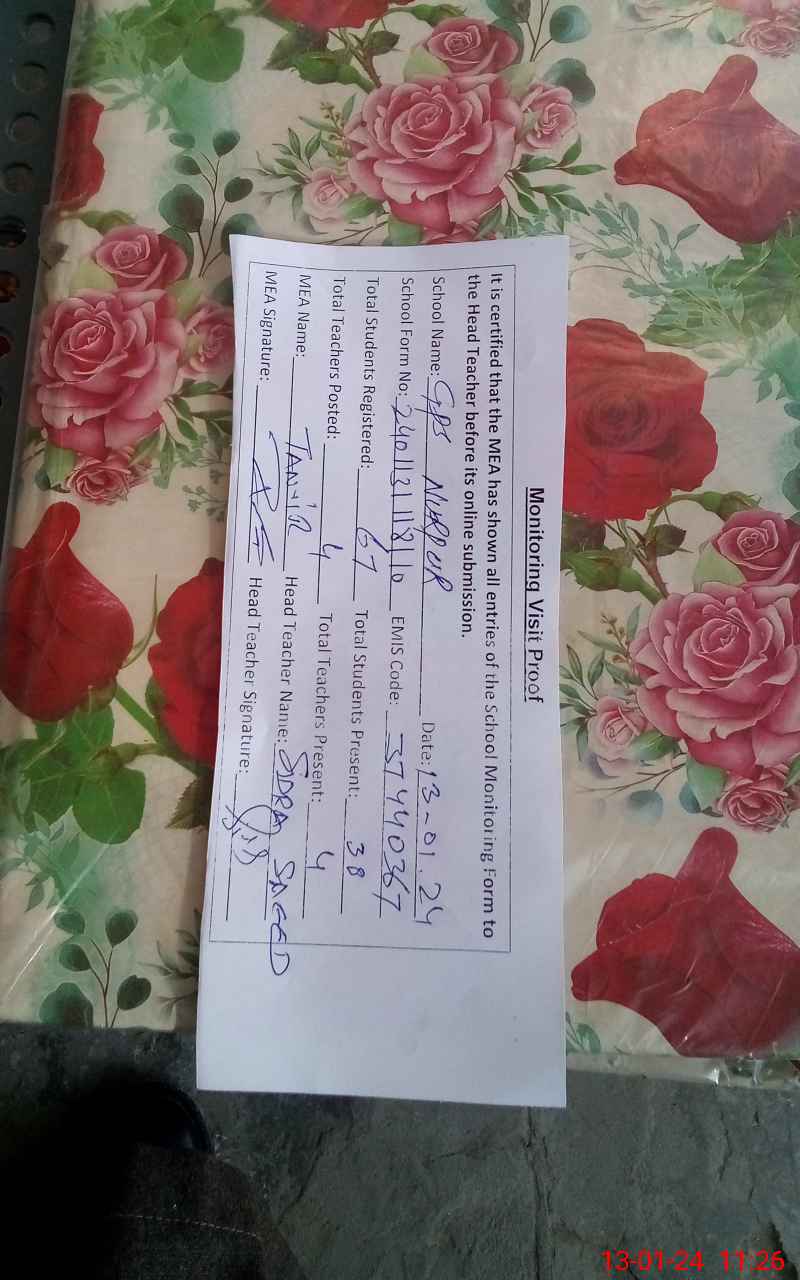 Monitoring Visit Proof
It is certified that the MEA has shown all entries of the School Monitoring Form to
the Head Teacher before its online submission.
School Name: GPS NURPUR Date: 13-01.24
School Form No: EMIS Code: 37440367
Total Students Registered: 67 Total Students Present: 38
Total Teachers Posted: 4 Total Teachers Present: 4
MEA Name: TANVIR Head Teacher Name: SIDRA SAEED
MEA Signature: Head Teacher Signature:
13-01-24 11:26